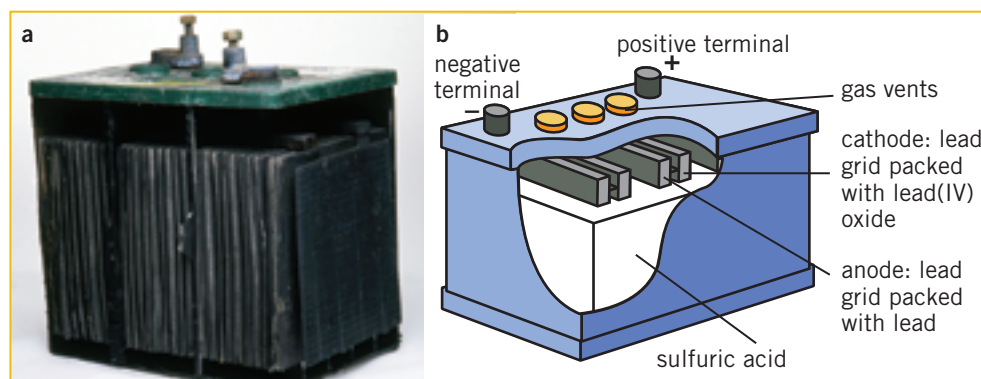 a
b
negative
terminal
–
positive terminal
+
gas vents
cathode: lead
grid packed
with lead(IV)
oxide
anode: lead
grid packed
with lead
sulfuric acid